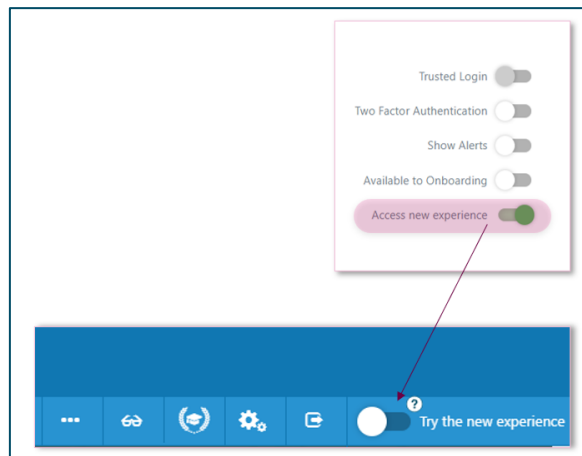 Trusted Login
Two Factor Authentication
Show Alerts
Available to Onboarding
Access new experience
?
Try the new experience